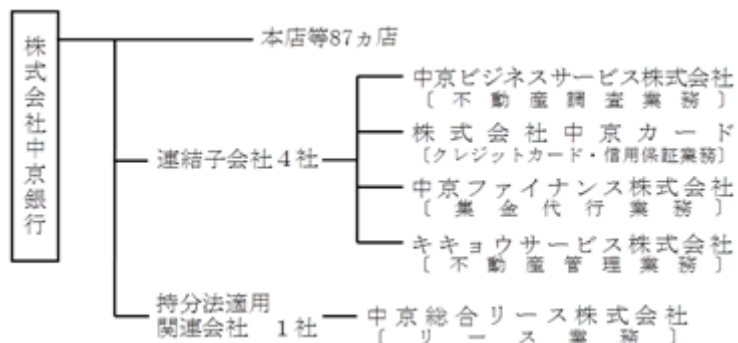 株式会社中京銀行
本店等87ヵ店
連結子会社4社
中京ビジネスサービス株式会社
〔不動産調査業務〕
株式会社中京カード
〔クレジットカード・信用保証業務〕
中京ファイナンス株式会社
〔集金代行業務〕
キキョウサービス株式会社
〔不動産管理業務〕
持分法適用
関連会社 1社
中京総合リース株式会社
〔リース業務〕